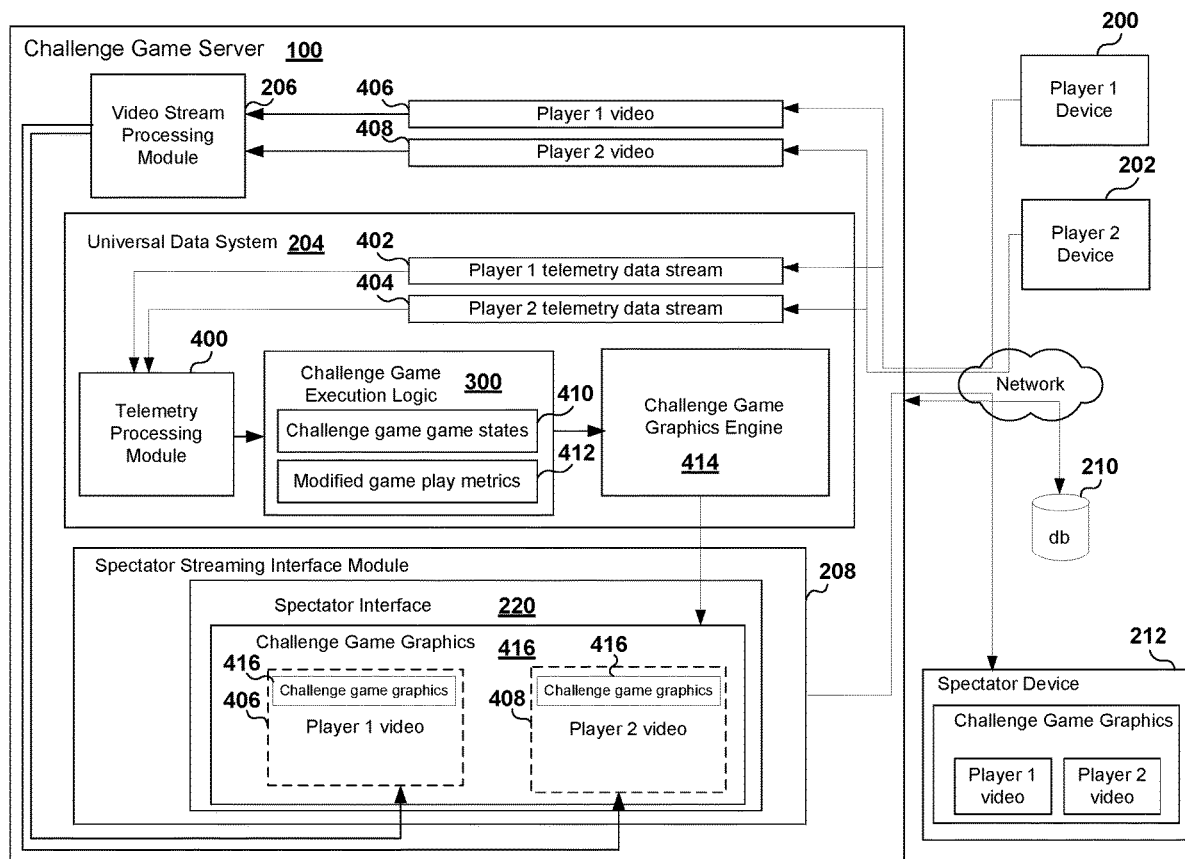 Challenge Game Server 100
206
Video Stream
Processing
Module
406
Player 1 video
408
Player 2 video
200
Player 1
Device
202
Player 2
Device
Universal Data System 204
402
Player 1 telemetry data stream
404
Player 2 telemetry data stream
400
Telemetry
Processing
Module
Challenge Game
Execution Logic 300
410
Challenge game game states
412
Modified game play metrics
Challenge Game
Graphics Engine
414
Network
210
db
Spectator Streaming Interface Module
208
Spectator Interface 220
Challenge Game Graphics
416
416
Challenge game graphics
406
Player 1 video
416
Challenge game graphics
408
Player 2 video
212
Spectator Device
Challenge Game Graphics
Player 1
video
Player 2
video